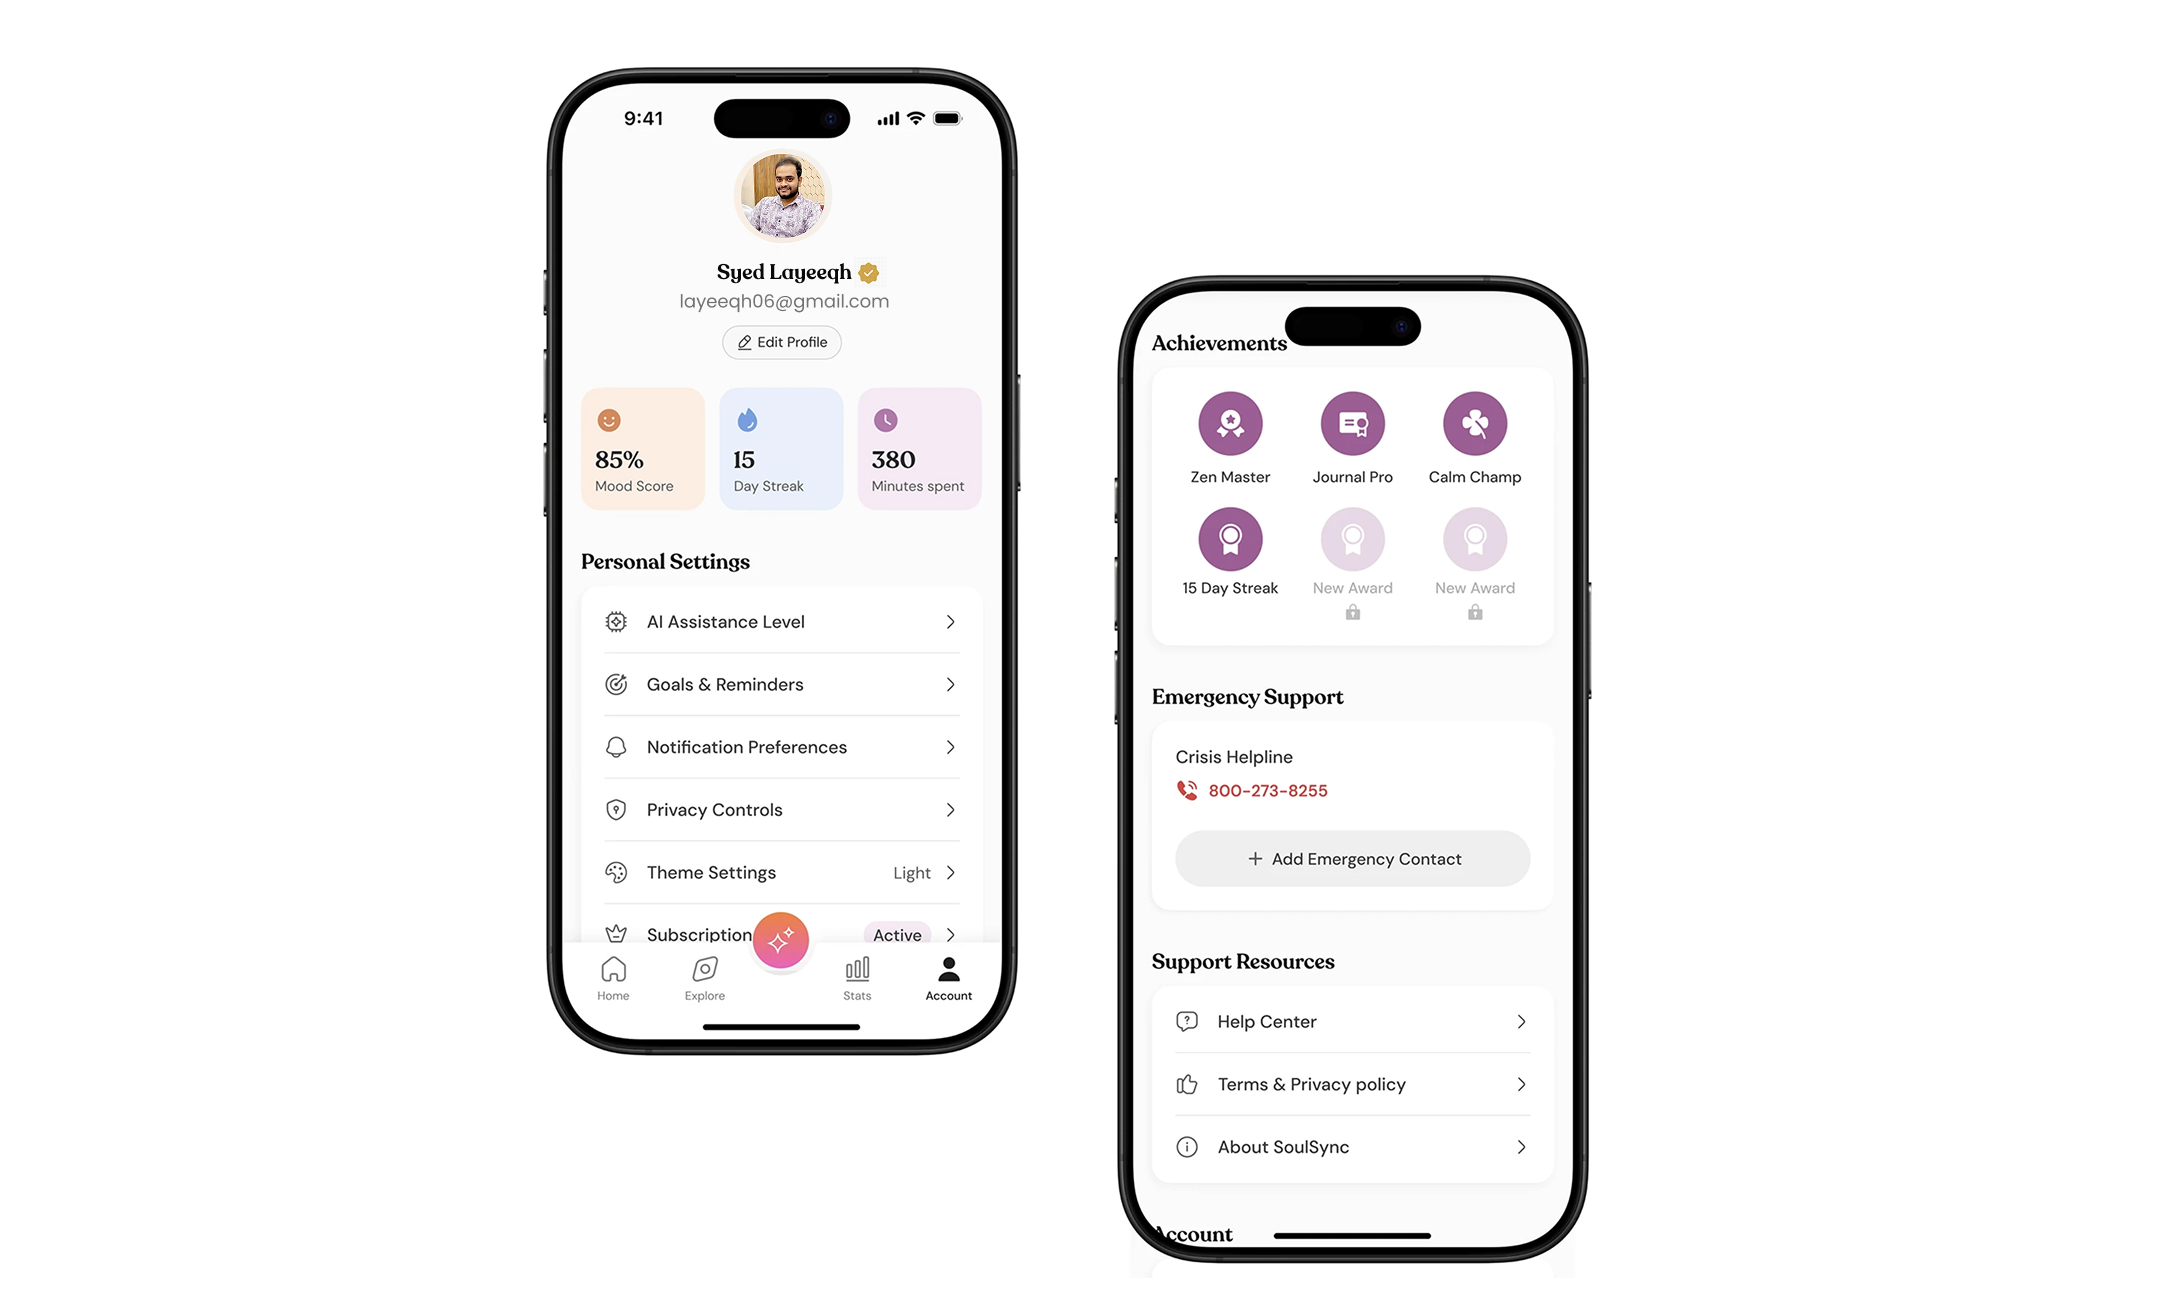 9:41
Syed Layeeqh
layeeqh06@gmail.com
Edit Profile
85%
Mood Score
15
Day Streak
380
Minutes spent
Personal Settings
AI Assistance Level
Goals & Reminders
Notification Preferences
Privacy Controls
Theme Settings Light
Subscription Active
Home
Explore
Stats
Account
Achievements
Zen Master
Journal Pro
Calm Champ
15 Day Streak
New Award
New Award
Emergency Support
Crisis Helpline
800-273-8255
+ Add Emergency Contact
Support Resources
Help Center
Terms & Privacy policy
About SoulSync
Account